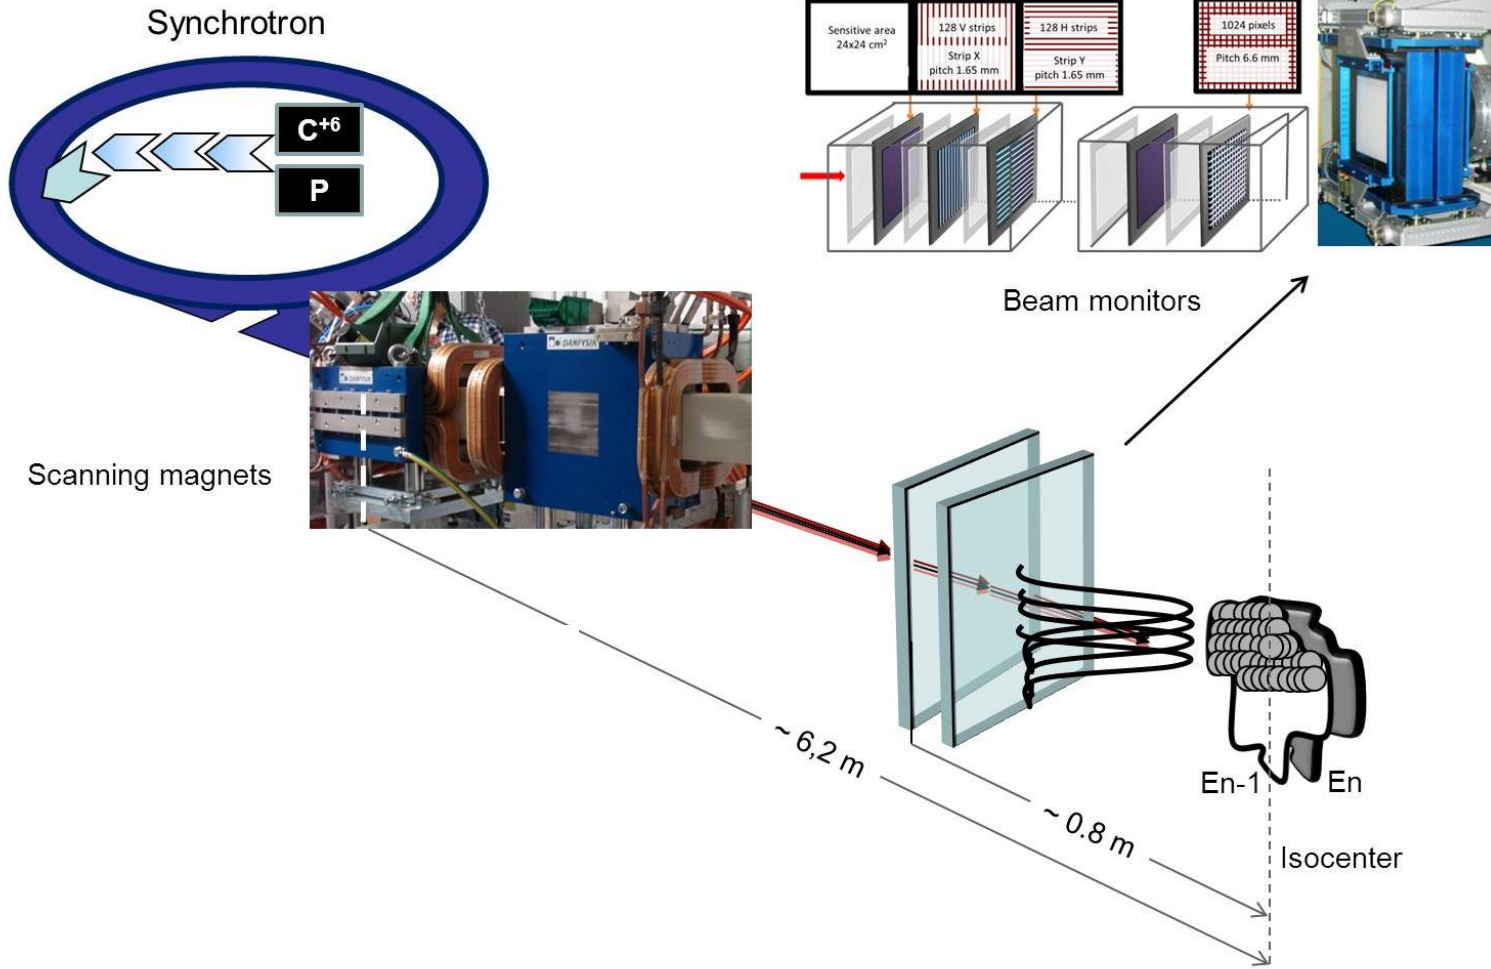 Synchrotron
C+6
P
Sensitive area
24x24 cm²
128 V strips
Strip X
pitch 1.65 mm
128 H strips
Strip Y
pitch 1.65 mm
1024 pixels
Pitch 6.6 mm
Beam monitors
DANFYSIK
DANFYSIK
Scanning magnets
~ 6,2 m
~ 0.8 m
En-1
En
Isocenter